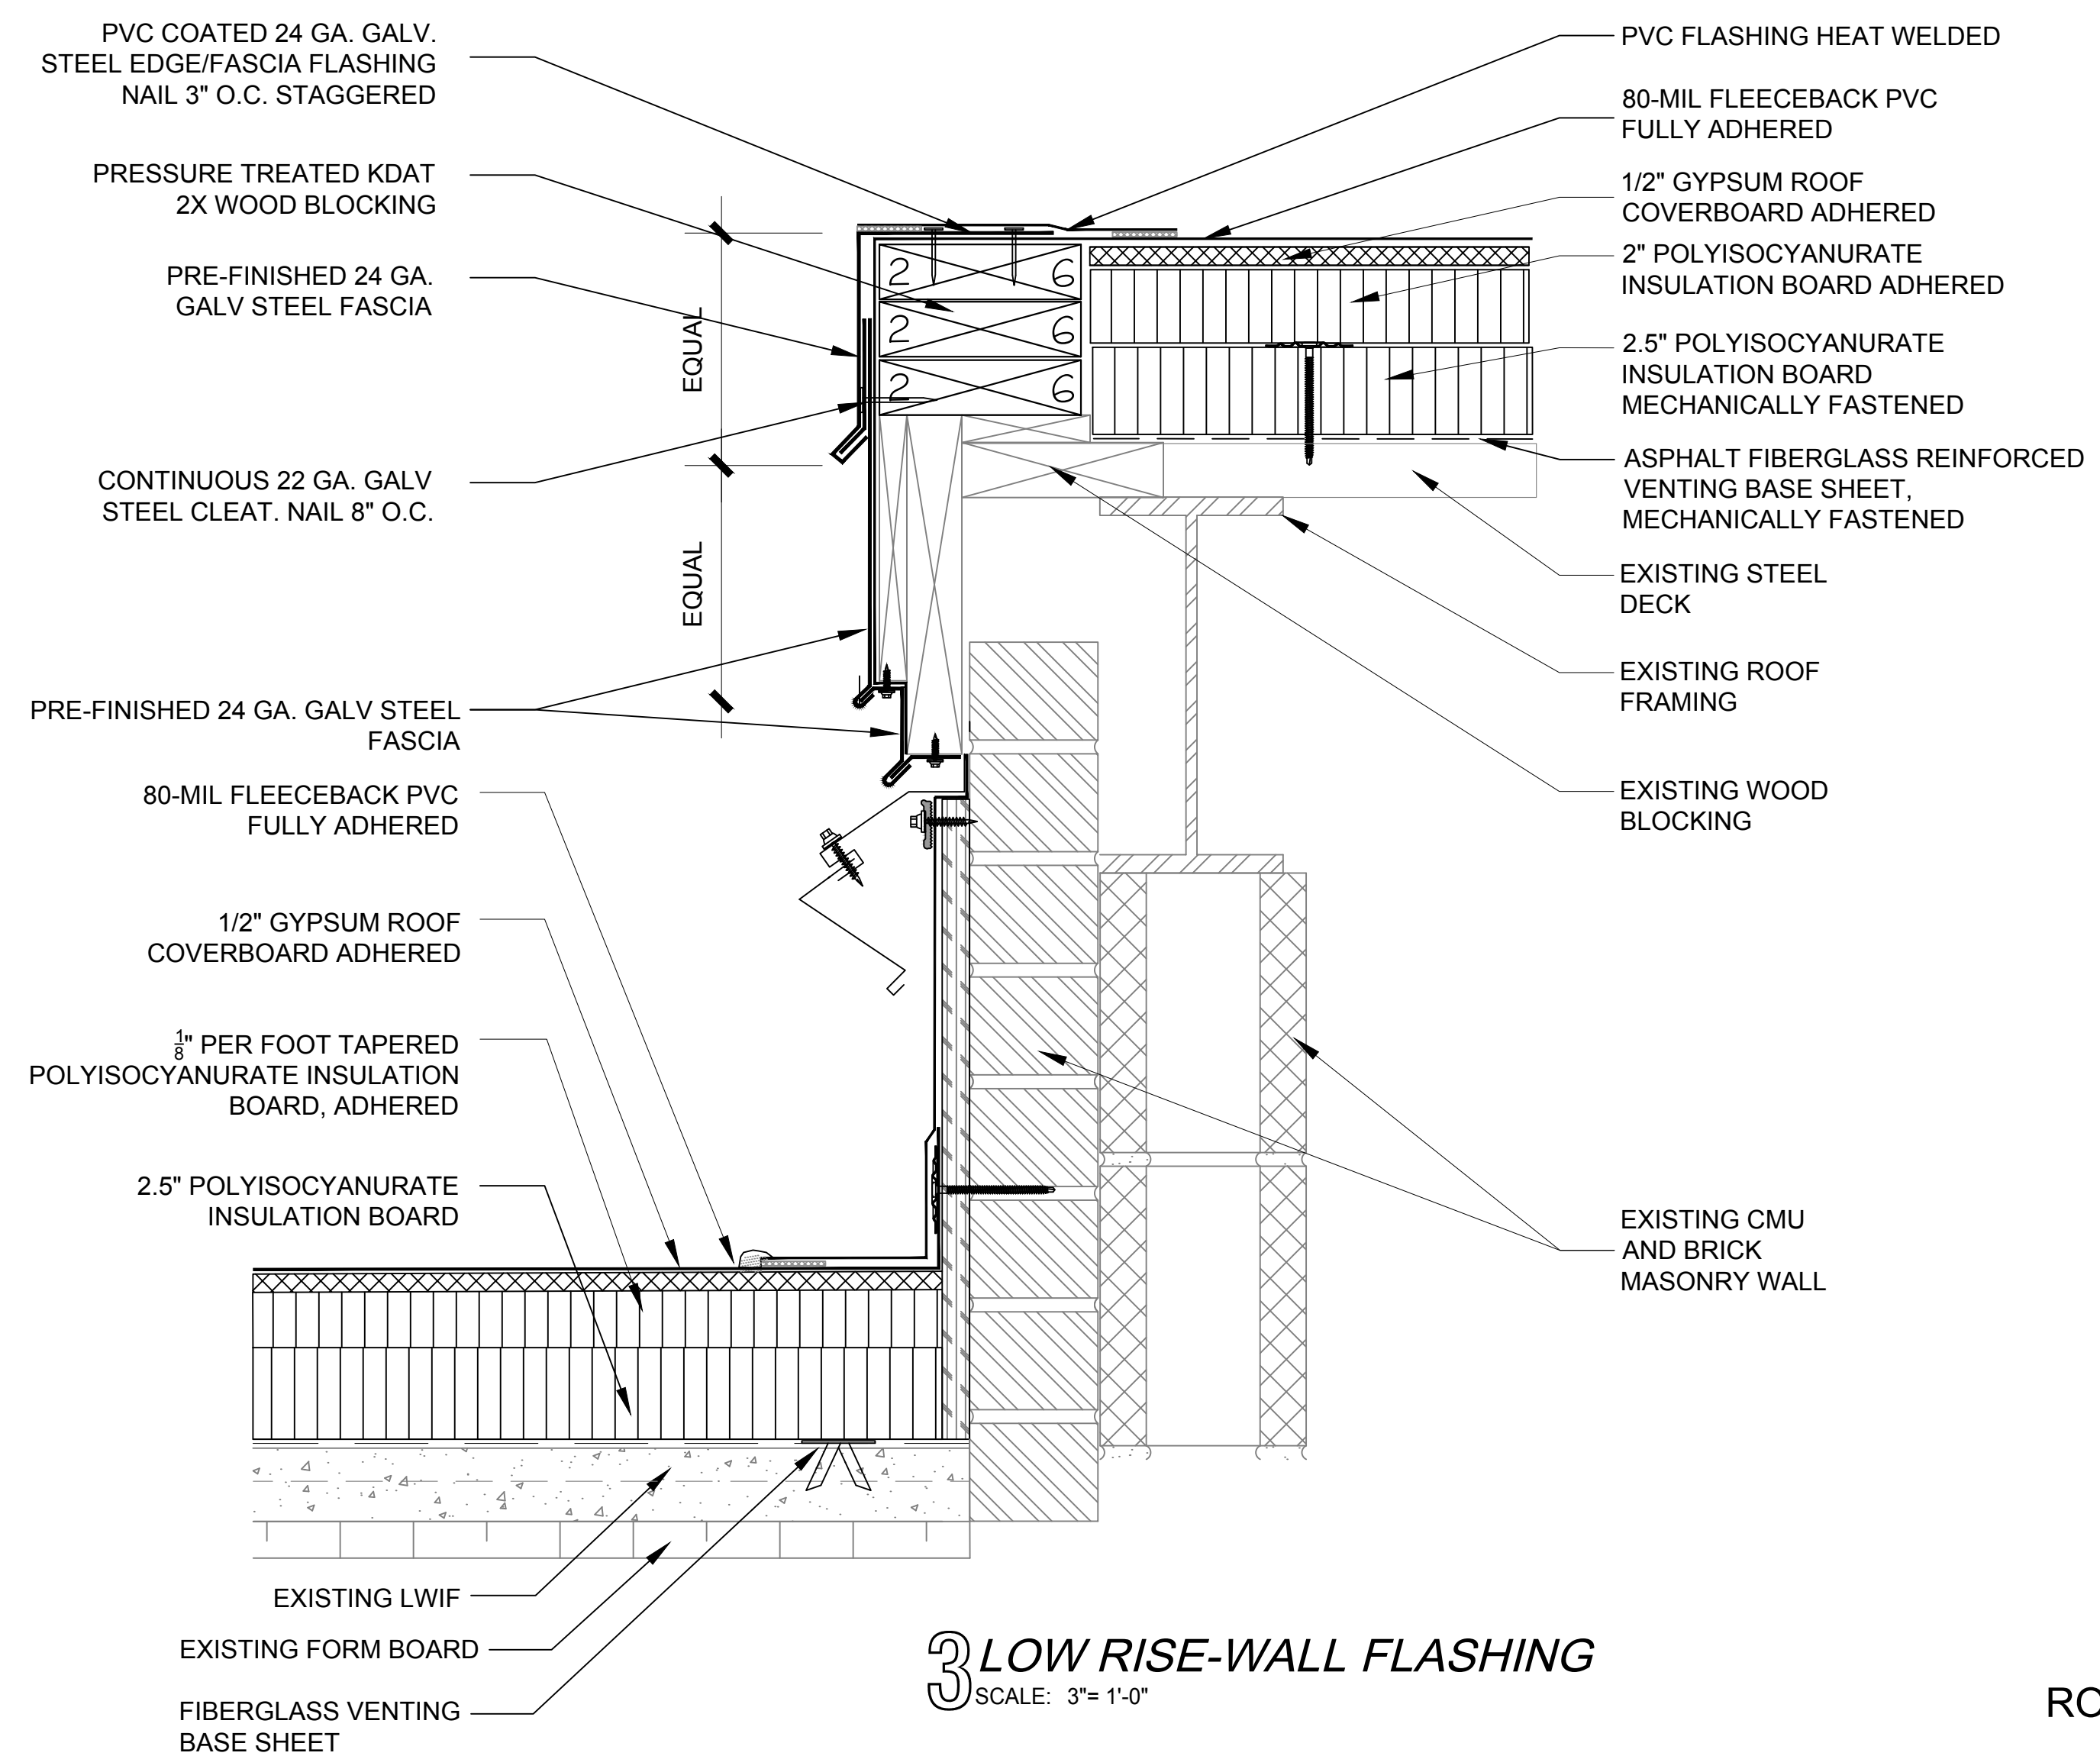 PVC COATED 24 GA. GALV.
STEEL EDGE/FASCIA FLASHING
NAIL 3" O.C. STAGGERED
PRESSURE TREATED KDAT
2X WOOD BLOCKING
PRE-FINISHED 24 GA.
GALV STEEL FASCIA
CONTINUOUS 22 GA. GALV
STEEL CLEAT. NAIL 8" O.C.
PRE-FINISHED 24 GA. GALV STEEL
FASCIA
80-MIL FLEECEBACK PVC
FULLY ADHERED
1/2" GYPSUM ROOF
COVERBOARD ADHERED
1/8" PER FOOT TAPERED
POLYISOCYANURATE INSULATION
BOARD, ADHERED
2.5" POLYISOCYANURATE
INSULATION BOARD
EXISTING LWIF
EXISTING FORM BOARD
FIBERGLASS VENTING
BASE SHEET
EQUAL
EQUAL
2 6
2 6
2 6
PVC FLASHING HEAT WELDED
80-MIL FLEECEBACK PVC
FULLY ADHERED
1/2" GYPSUM ROOF
COVERBOARD ADHERED
2" POLYISOCYANURATE
INSULATION BOARD ADHERED
2.5" POLYISOCYANURATE
INSULATION BOARD
MECHANICALLY FASTENED
ASPHALT FIBERGLASS REINFORCED
VENTING BASE SHEET,
MECHANICALLY FASTENED
EXISTING STEEL
DECK
EXISTING ROOF
FRAMING
EXISTING WOOD
BLOCKING
EXISTING CMU
AND BRICK
MASONRY WALL
3 LOW RISE-WALL FLASHING
SCALE: 3"= 1'-0"
RO